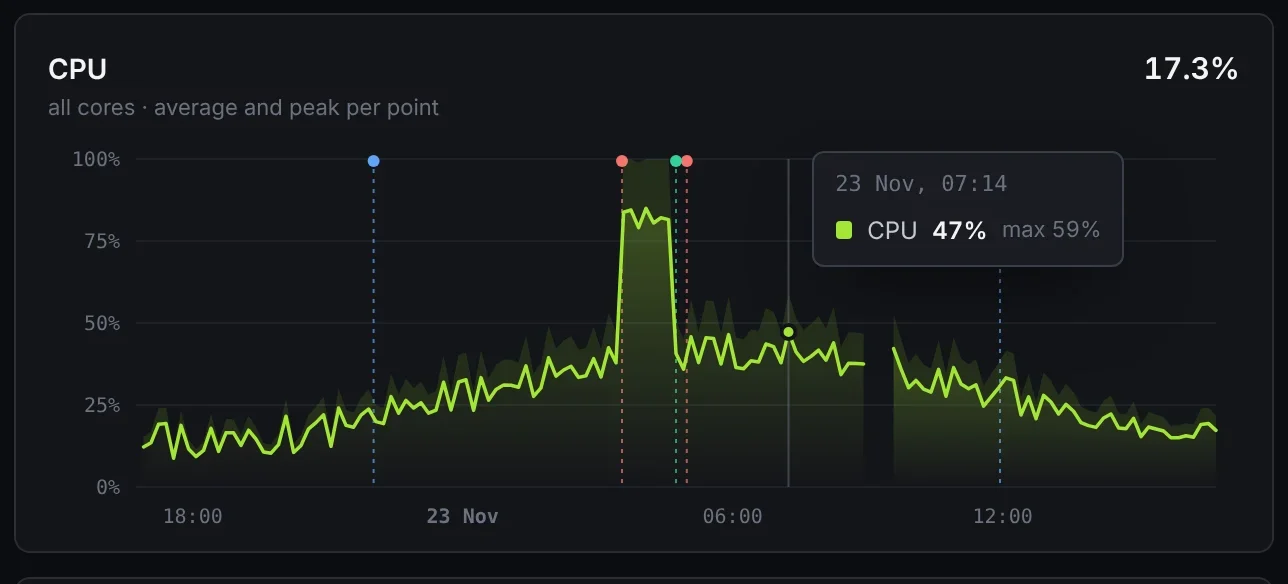 CPU
17.3%
all cores · average and peak per point
100%
75%
50%
25%
0%
23 Nov, 07:14
CPU 47% max 59%
18:00 23 Nov 06:00 12:00